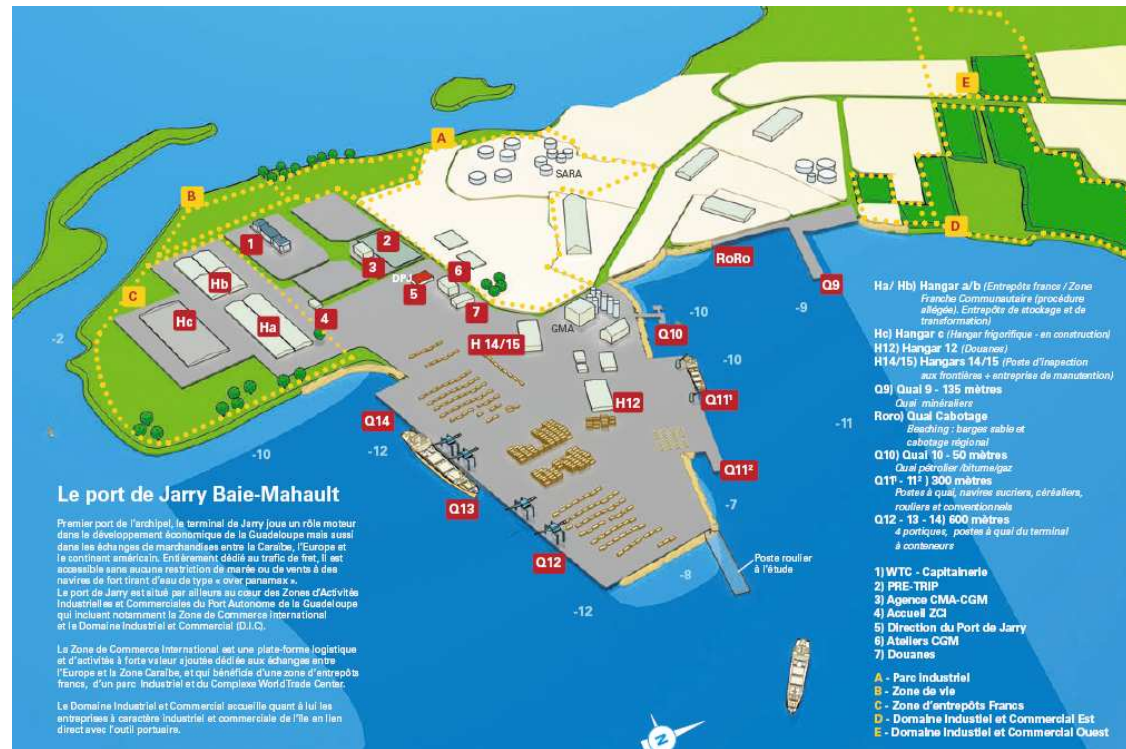 A
B
C
D
E
SARA
1
2
3
4
5
6
7
DPJ
Hb
Hc
Ha
H 14/15
GMA
H12
RoRo
Q9
Q10
Q11¹
Q11²
Q14
Q13
Q12
-2
-10
-12
-12
-8
-7
-10
-10
-9
-11
Poste roulier
à l'étude
N
Le port de Jarry Baie-Mahault
Premier port de l'archipel, le terminal de Jarry joue un rôle moteur
dans le développement économique de la Guadeloupe mais aussi
dans les échanges de marchandises entre la Caraïbe, l'Europe et
le continent américain. Entièrement dédié au trafic de fret, il est
accessible sans aucune restriction de marée ou de vents à des
navires de fort tirant d'eau de type « over panamax ».
Le port de Jarry est situé par ailleurs au cœur des Zones d'Activités
Industrielles et Commerciales du Port Autonome de la Guadeloupe
qui incluent notamment la Zone de Commerce international
et le Domaine Industriel et Commercial (D.I.C).
La Zone de Commerce International est une plate-forme logistique
et d'activités à forte valeur ajoutée dédiée aux échanges entre
l'Europe et la Zone Caraïbe, et qui bénéficie d'une zone d'entrepôts
francs, d'un parc Industriel et du Complexe World Trade Center.
Le Domaine Industriel et Commercial accueille quant à lui les
entreprises à caractère industriel et commerciale de l'île en lien
direct avec l'outil portuaire.
Ha/ Hb) Hangar a/b (Entrepôts francs / Zone
Franche Communautaire (procédure
allégée). Entrepôts de stockage et de
transformation)
Hc) Hangar c (Hangar frigorifique - en construction)
H12) Hangar 12 (Douanes)
H14/15) Hangars 14/15 (Poste d'inspection
aux frontières + entreprise de manutention)
Q9) Quai 9 - 135 mètres
Quai minéraliers
Roro) Quai Cabotage
Beaching : barges sable et
cabotage régional
Q10) Quai 10 - 50 mètres
Quai pétrolier /bitume/gaz
Q11¹ - 11² ) 300 mètres
Postes à quai, navires sucriers, céréaliers,
rouliers et conventionnels
Q12 - 13 - 14) 600 mètres
4 portiques, postes à quai du terminal
à conteneurs
1) WTC - Capitainerie
2) PRE-TRIP
3) Agence CMA-CGM
4) Accueil ZCI
5) Direction du Port de Jarry
6) Ateliers CGM
7) Douanes
A - Parc industriel
B - Zone de vie
C - Zone d'entrepôts Francs
D - Domaine Industiel et Commercial Est
E - Domaine Industiel et Commercial Ouest